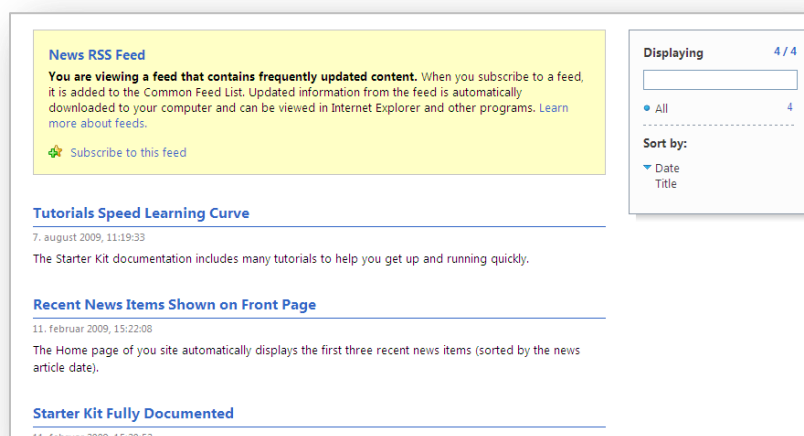 News RSS Feed
You are viewing a feed that contains frequently updated content. When you subscribe to a feed,
it is added to the Common Feed List. Updated information from the feed is automatically
downloaded to your computer and can be viewed in Internet Explorer and other programs. Learn
more about feeds.
Subscribe to this feed
Tutorials Speed Learning Curve
7. august 2009, 11:19:33
The Starter Kit documentation includes many tutorials to help you get up and running quickly.
Recent News Items Shown on Front Page
11. februar 2009, 15:22:08
The Home page of you site automatically displays the first three recent news items (sorted by the news
article date).
Starter Kit Fully Documented
Displaying 4 / 4
All 4
Sort by:
Date
Title